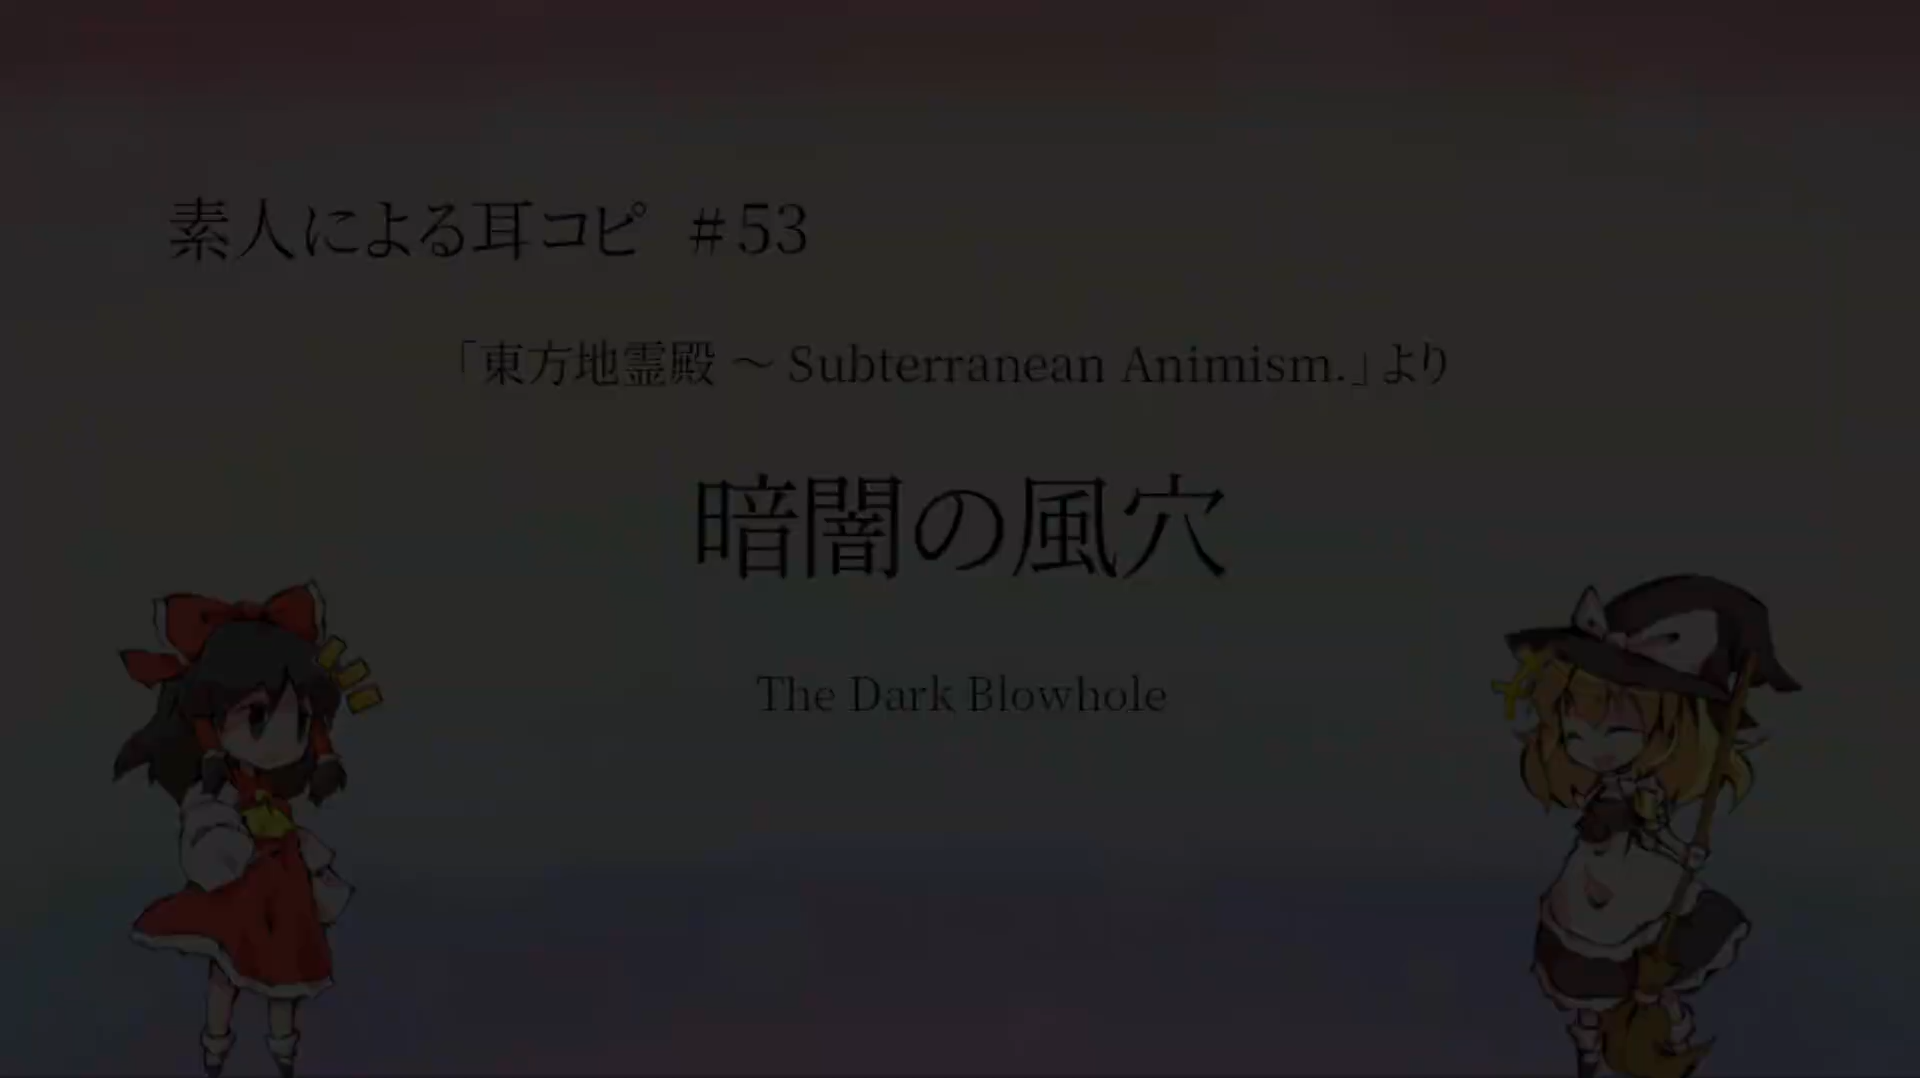 素人による耳コピ #53
「東方地霊殿 ～ Subterranean Animism.」より
暗闇の風穴
The Dark Blowhole